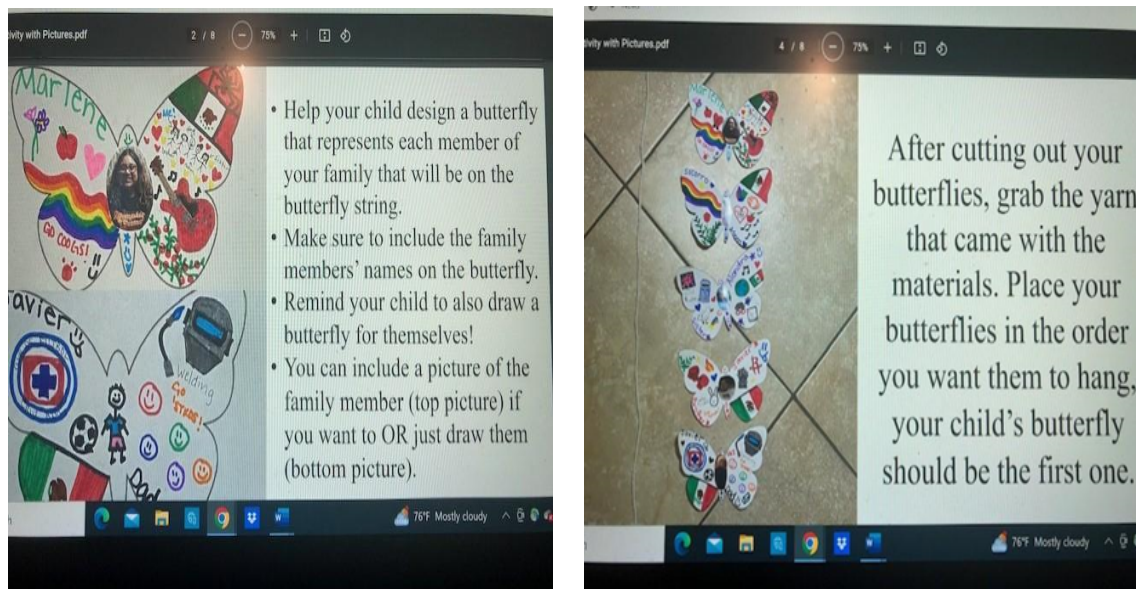 ivity with Pictures.pdf
2 / 8
75%
Marlene
GO COOGS!
avier
welding
GO
STROS!
Dad
• Help your child design a butterfly
that represents each member of
your family that will be on the
butterfly string.
• Make sure to include the family
members' names on the butterfly.
• Remind your child to also draw a
butterfly for themselves!
• You can include a picture of the
family member (top picture) if
you want to OR just draw them
(bottom picture).
76°F Mostly cloudy
ivity with Pictures.pdf
4 / 8
75%
Marlene
After cutting out your
butterflies, grab the yarn
that came with the
materials. Place your
butterflies in the order
you want them to hang,
your child's butterfly
should be the first one.
76°F Mostly cloudy